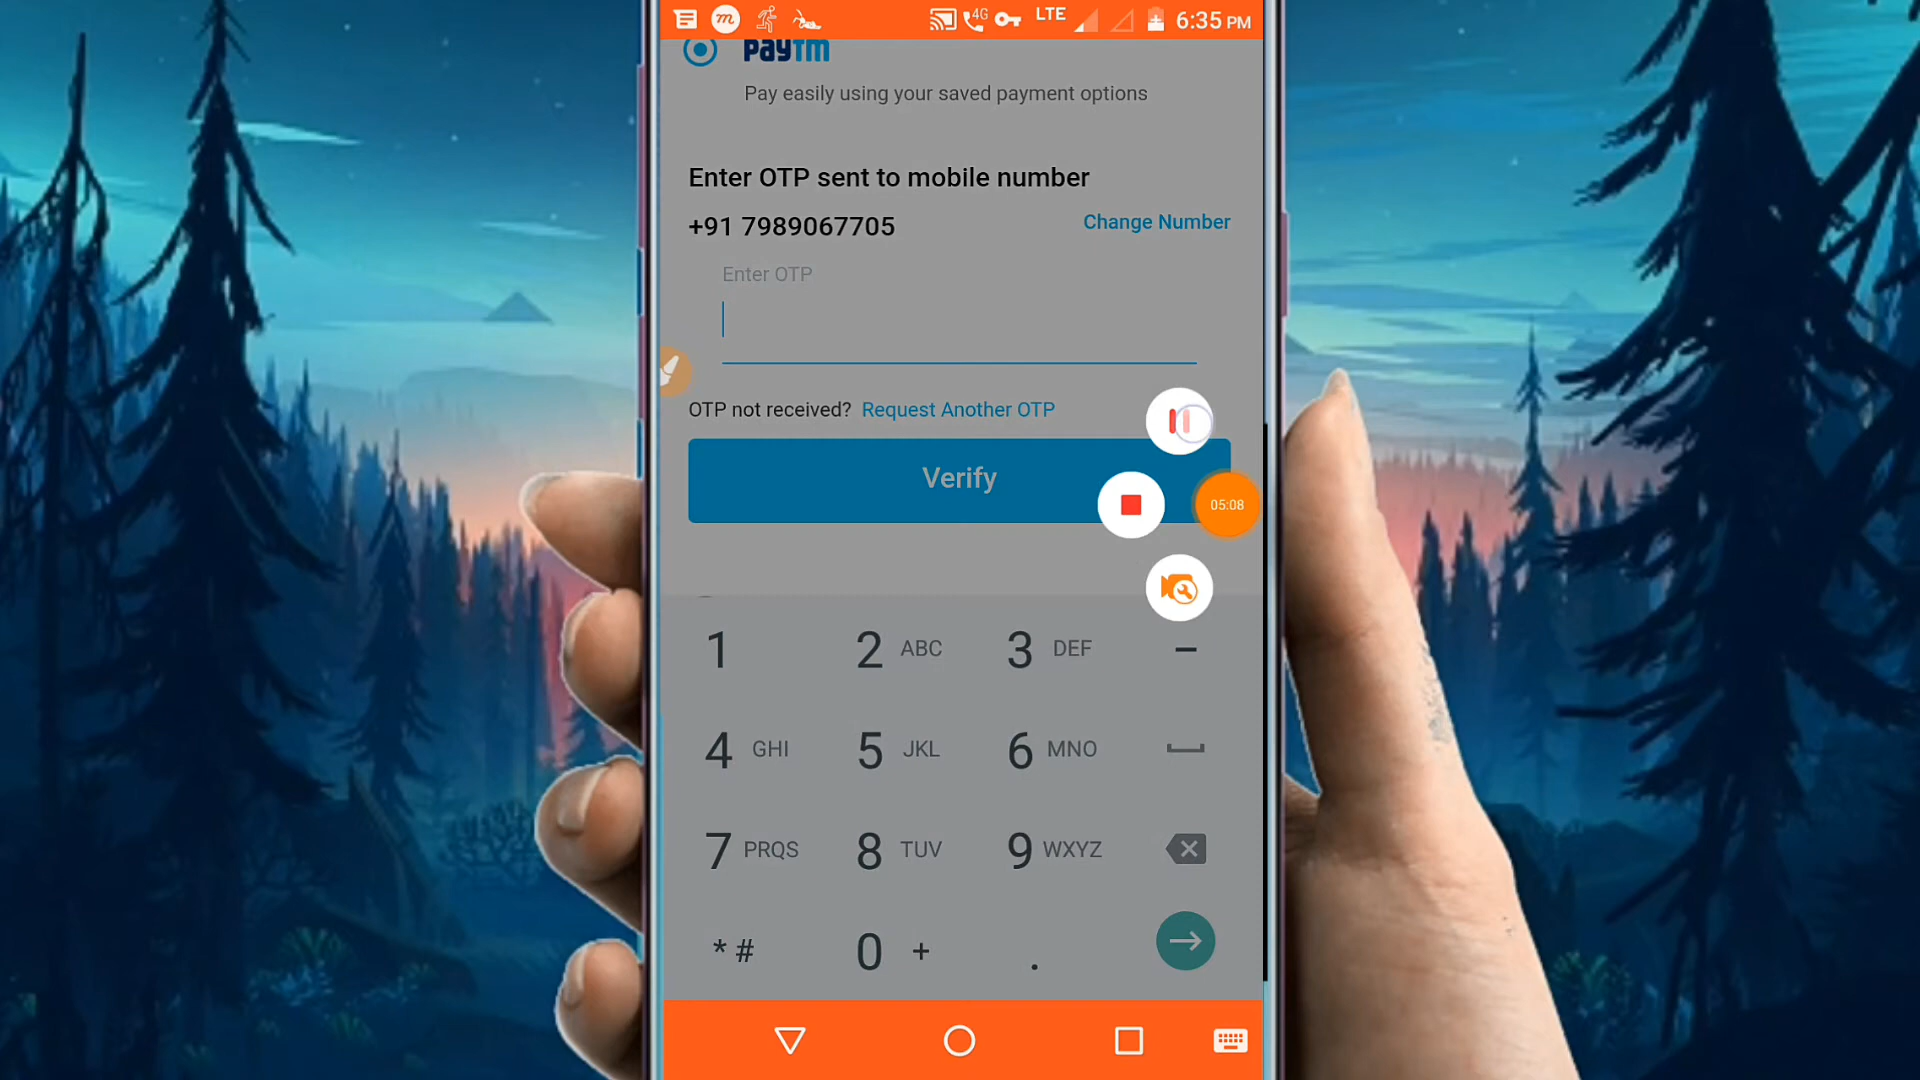 m 4G LTE 6:35 PM
paytm
Pay easily using your saved payment options
Enter OTP sent to mobile number
+91 7989067705 Change Number
Enter OTP
OTP not received? Request Another OTP
Verify
05:08
1 2 ABC 3 DEF –
4 GHI 5 JKL 6 MNO
7 PRQS 8 TUV 9 WXYZ
* # 0 + .